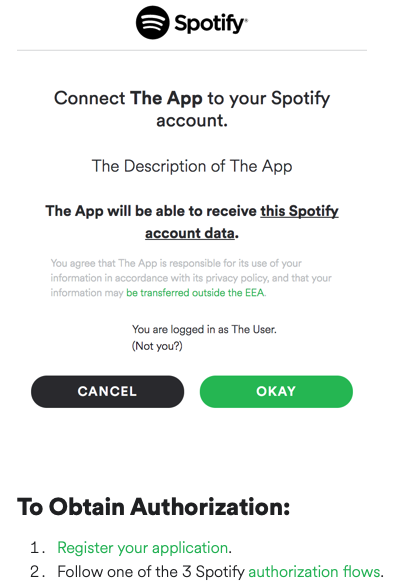 Spotify®
Connect The App to your Spotify
account.
The Description of The App
The App will be able to receive this Spotify
account data.
You agree that The App is responsible for its use of your
information in accordance with its privacy policy, and that your
information may be transferred outside the EEA.
You are logged in as The User.
(Not you?)
CANCEL
OKAY
To Obtain Authorization:
1. Register your application.
2. Follow one of the 3 Spotify authorization flows.